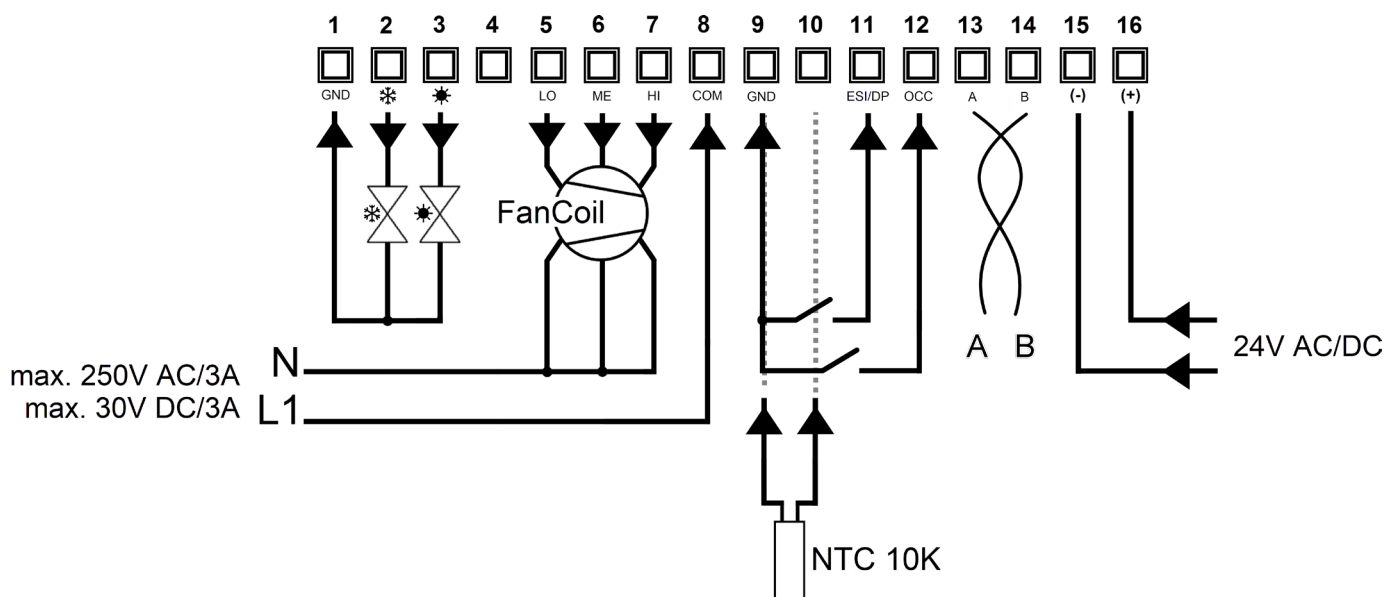 1 2 3 4 5 6 7 8 9 10 11 12 13 14 15 16
GND LO ME HI COM GND ESI/DP OCC A B (-) (+)
FanCoil
A B
24V AC/DC
max. 250V AC/3A N
max. 30V DC/3A L1
NTC 10K